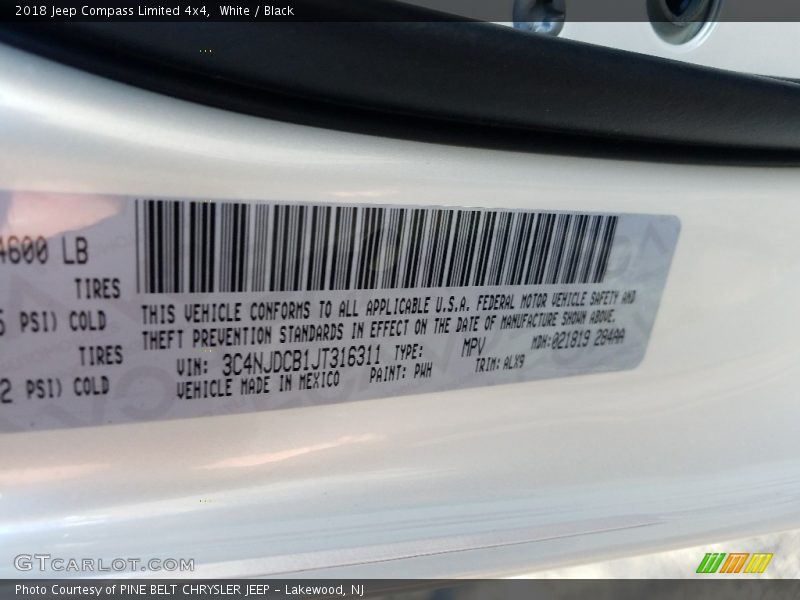 2018 Jeep Compass Limited 4x4, White / Black
4600 LB
TIRES
PSI) COLD
TIRES
2 PSI) COLD
THIS VEHICLE CONFORMS TO ALL APPLICABLE U.S.A. FEDERAL MOTOR VEHICLE SAFETY AND
THEFT PREVENTION STANDARDS IN EFFECT ON THE DATE OF MANUFACTURE SHOWN ABOVE.
VIN: 3C4NJDCB1JT316311 TYPE: MPV MDH:021819 284AA
VEHICLE MADE IN MEXICO PAINT: PWH TRIM: ALX9
GTCARLOT.COM
Photo Courtesy of PINE BELT CHRYSLER JEEP - Lakewood, NJ